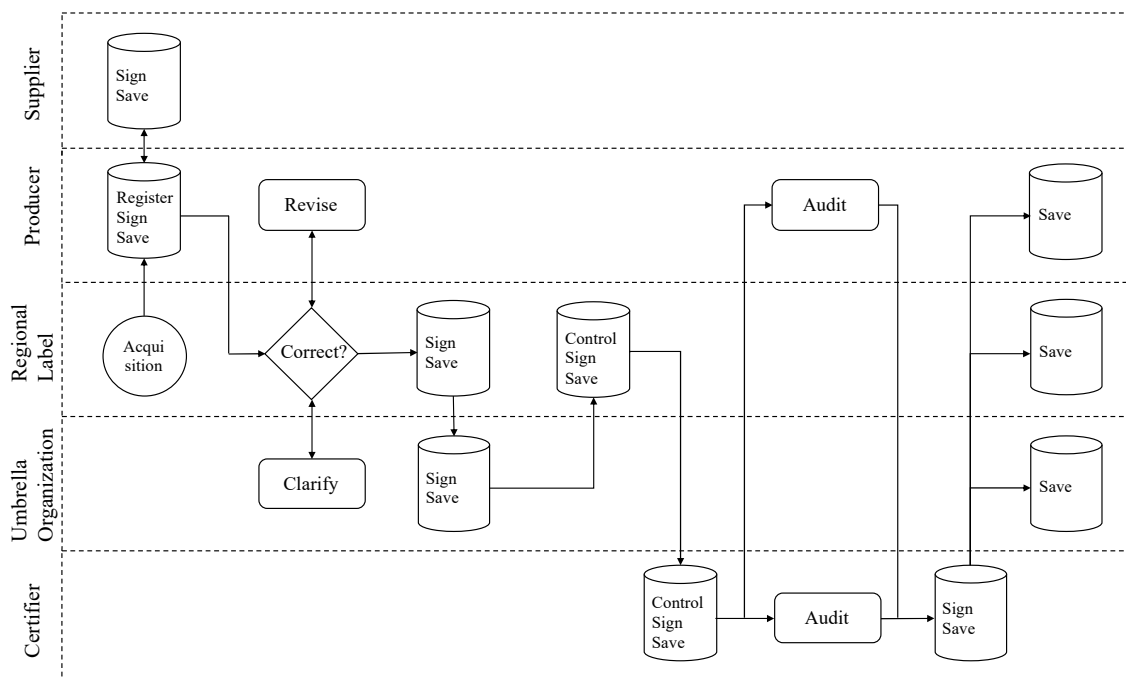 Supplier
Sign
Save
Producer
Register
Sign
Save
Revise
Audit
Save
Regional
Label
Acqui
sition
Correct?
Sign
Save
Control
Sign
Save
Save
Umbrella
Organization
Clarify
Sign
Save
Save
Certifier
Control
Sign
Save
Audit
Sign
Save